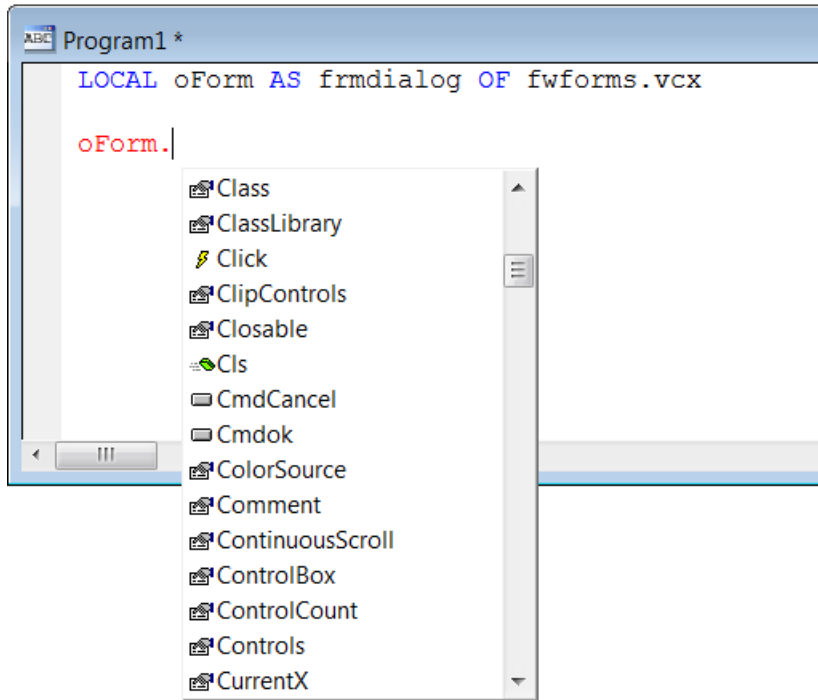 ABC Program1 *
LOCAL oForm AS frmdialog OF fwforms.vcx
oForm.
Class
ClassLibrary
Click
ClipControls
Closable
Cls
CmdCancel
Cmdok
ColorSource
Comment
ContinuousScroll
ControlBox
ControlCount
Controls
CurrentX